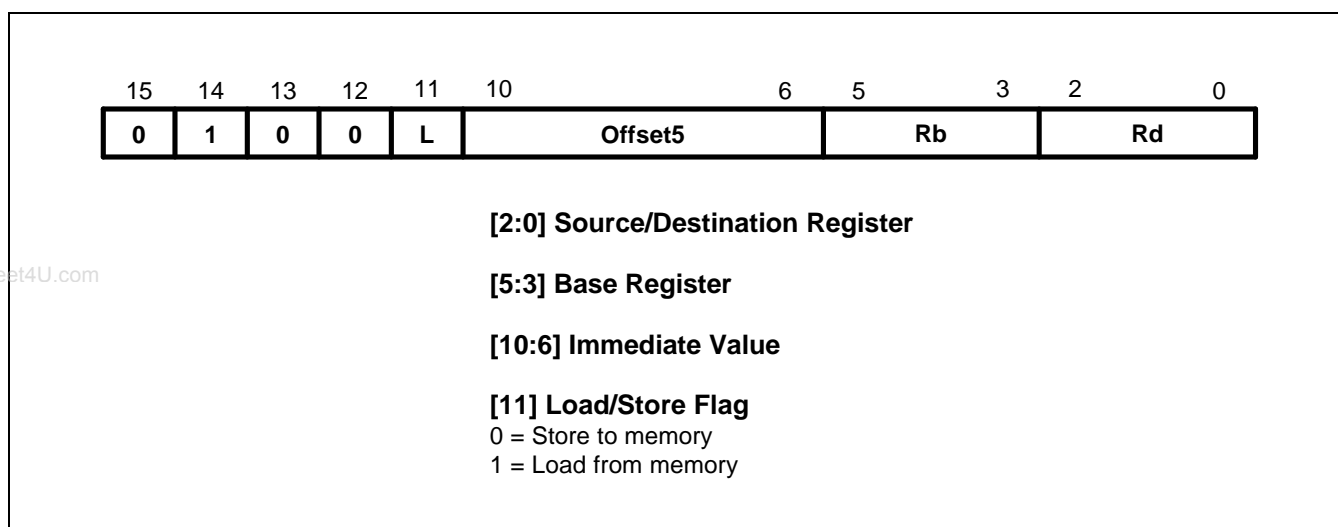 15 14 13 12 11 10 6 5 3 2 0
0 1 0 0 L Offset5 Rb Rd
[2:0] Source/Destination Register
eet4U.com
[5:3] Base Register
[10:6] Immediate Value
[11] Load/Store Flag
0 = Store to memory
1 = Load from memory